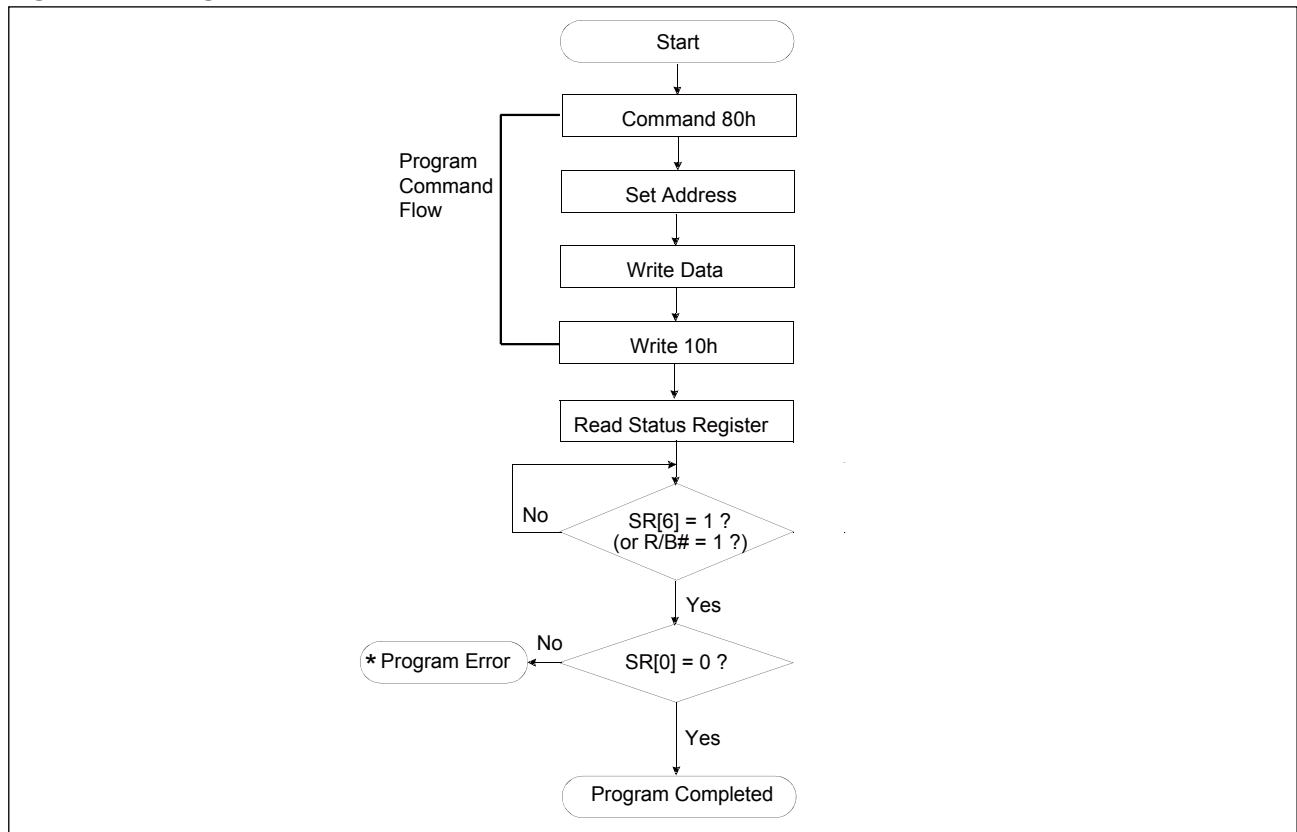 Start
Command 80h
Program
Command
Flow
Set Address
Write Data
Write 10h
Read Status Register
No
SR[6] = 1 ?
(or R/B# = 1 ?)
Yes
No
* Program Error
SR[0] = 0 ?
Yes
Program Completed